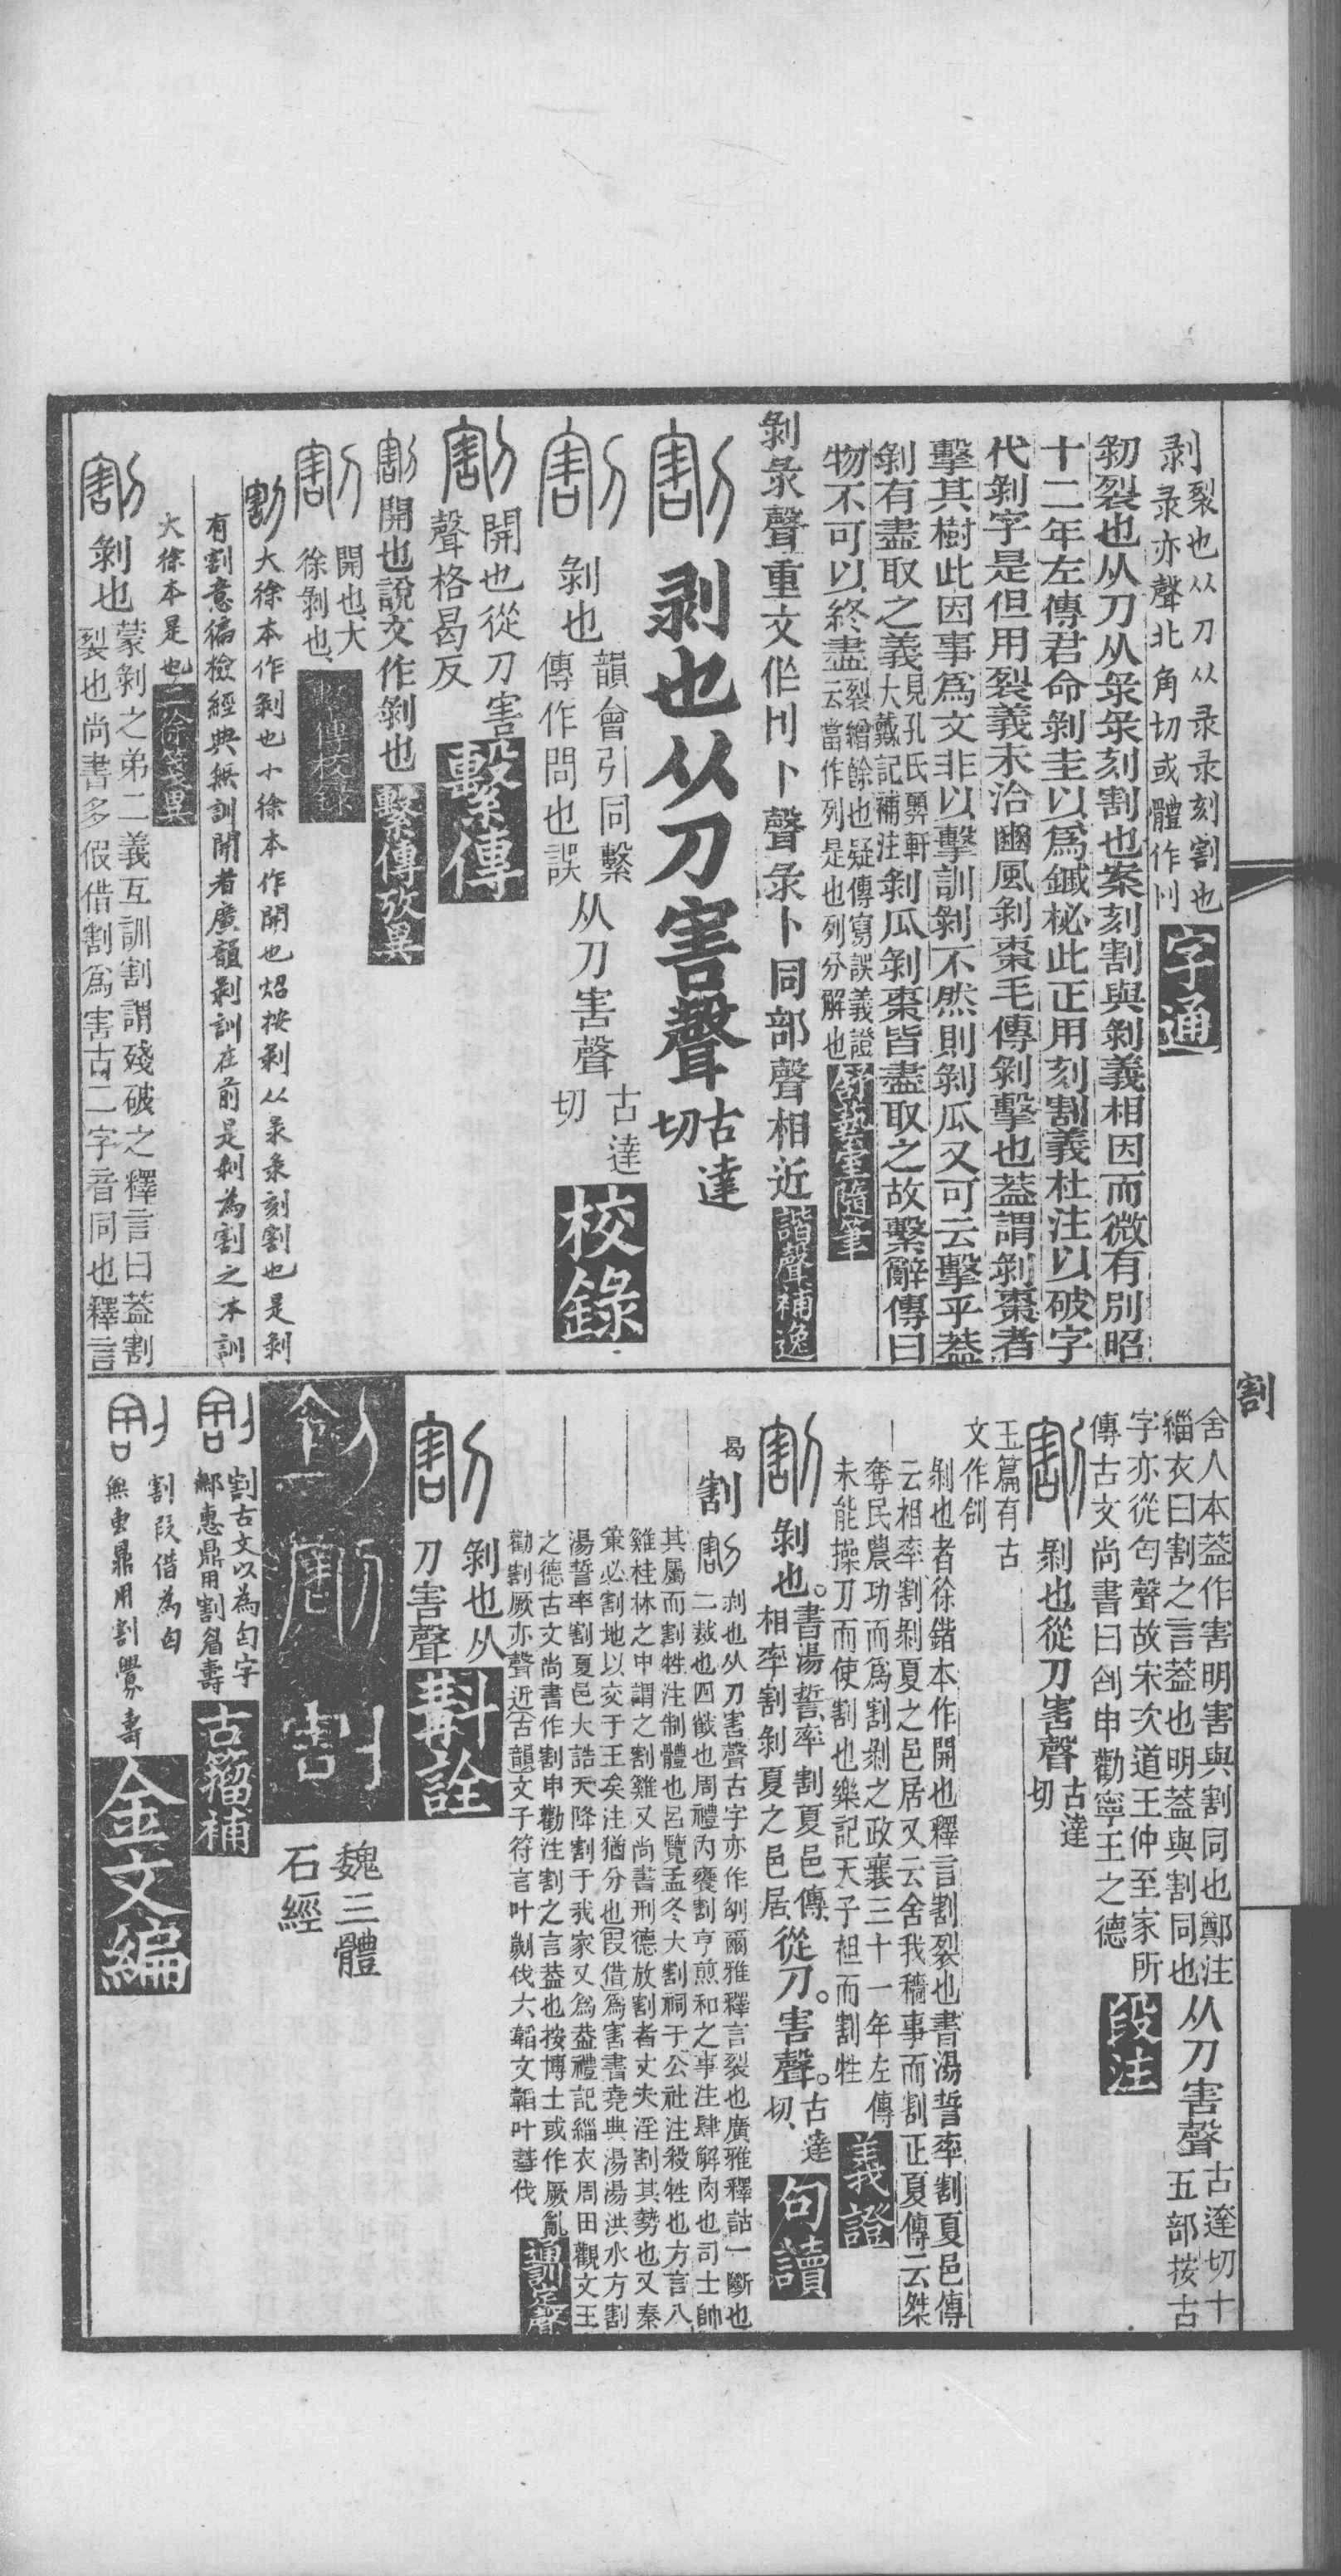 剥
裂也从刀从录录刻割也
录亦聲北角切或體作刂
字通
剝裂也从刀从彔彔刻割也案刻割與剝義相因而微有別昭
十二年左傳君命剝圭以爲鏚柲此正用刻割義杜注以破字
代剝字是但用裂義未治豳風剝棗毛傳剝擊也蓋謂剝棗者
擊其樹此因事爲文非以擊訓剝不然則剝瓜又可云擊乎蓋
剝有盡取之義見孔氏㢲軒大戴記補注剝瓜剝棗皆盡取之故繫辭傳曰
物不可以終盡裂繒餘也疑傳寫誤義證云當作列是也列分解也
剝彔聲重文作刂卜聲彔卜同部聲相近諧聲補逸
割 剥也从刀害聲古達切
割 剝也韻會引同繫傳作問也誤从刀害聲古達切校錄
割 開也從刀害聲格曷反繫傳
割 開也說文作剝也繫傳攷異
割 開也大徐剝也繫傳校錄
割 大徐本作剝也小徐本作開也炤按剝从彔彔刻割也是剝
有割意徧檢經典無訓開者廣韻剥訓在前是剝為割之本訓
大徐本是也二徐箋異
割 剝也蒙剝之弟二義互訓割謂殘破之釋言曰蓋割
裂也尚書多假借割爲害古二字音同也釋言
割
舍人本蓋作害明害與割同也鄭注
緇衣曰割之言蓋也明蓋與割同也从刀害聲古達切十五部按古
字亦從匄聲故宋次道王仲至家所
傳古文尚書曰㓭申勸寧王之德段注
割 剝也從刀害聲古達切
玉篇有古
文作㓭
剝也者徐鍇本作開也釋言割裂也書湯誓率割夏邑傳
云相率割剝夏之邑居又云舍我穡事而割正夏傳云桀
奪民農功而爲割剝之政襄三十一年左傳
未能操刀而使割也樂記天子袒而割牲義證
割 剝也。書湯誓率割夏邑傳相率割剝夏之邑居從刀。害聲。古達切句讀
曷
割 剥也从刀害聲古字亦作㓭爾雅釋言裂也廣雅釋詁一斷也
二裁也四截也周禮內饔割亨煎和之事注肆解肉也司士帥
其屬而割牲注制體也呂覽孟冬大割祠于公社注殺牲也方言八
雞桂林之中謂之割雞又尚書刑德放割者丈夫淫割其勢也又秦
策必割地以交于王矣注猶分也叚借爲害書堯典湯湯洪水方割
湯誓率割夏邑大誥天降割于我家又爲蓋禮記緇衣周田觀文王
之德古文尚書作割申勸注割之言蓋也按博士或作厥亂
勸割厥亦聲近古韻文子符言叶劌伐六韜文韜叶彗伐通訓定聲
割 剝也从刀害聲斠詮
割
魏三體
石經
割古文以為匄字
鄦惠鼎用割眉壽古籀補
割叚借為匄
無叀鼎用割釁壽金文編